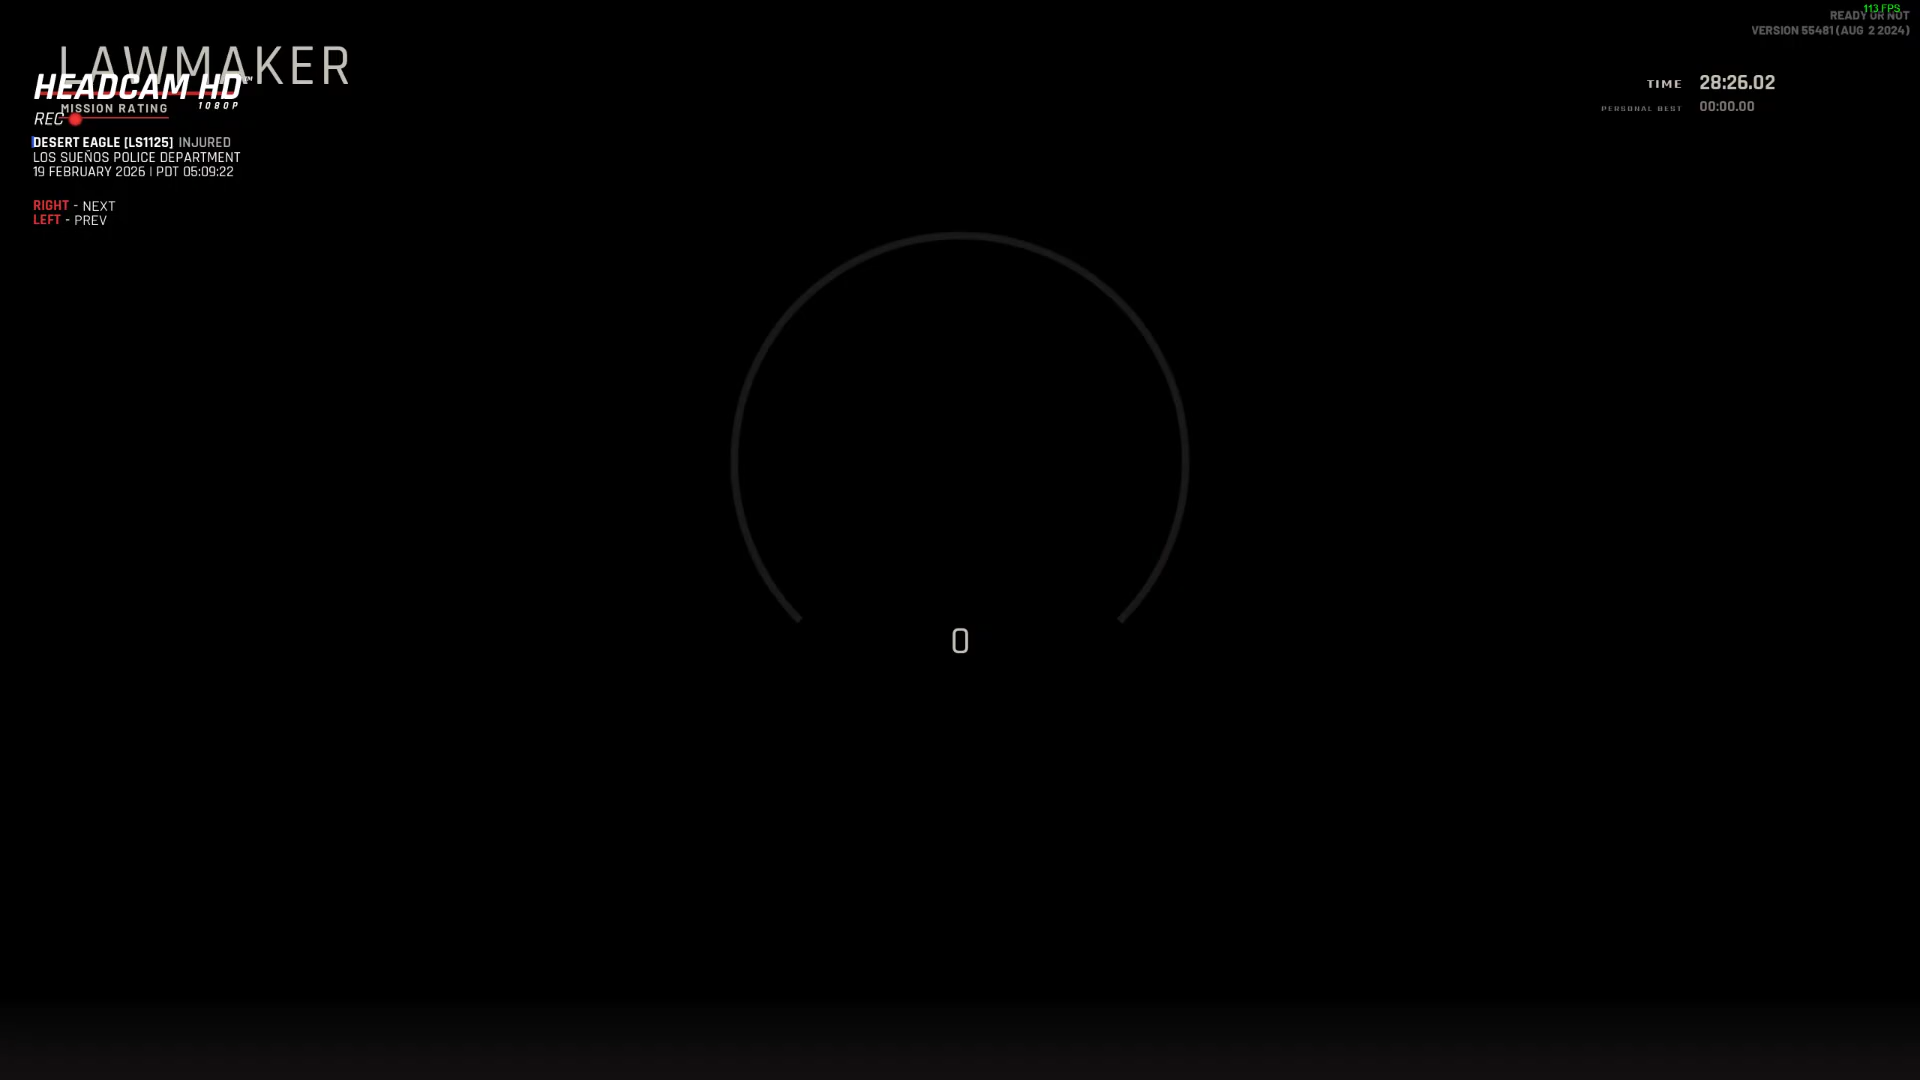 113 FPS
READY OR NOT
VERSION 55481 (AUG 2 2024)
LAWMAKER
HEADCAM HD™
1080P
MISSION RATING
REC
DESERT EAGLE [LS1125] INJURED
LOS SUEÑOS POLICE DEPARTMENT
19 FEBRUARY 2026 | PDT 05:09:22
RIGHT - NEXT
LEFT - PREV
TIME 28:26.02
PERSONAL BEST 00:00.00
0